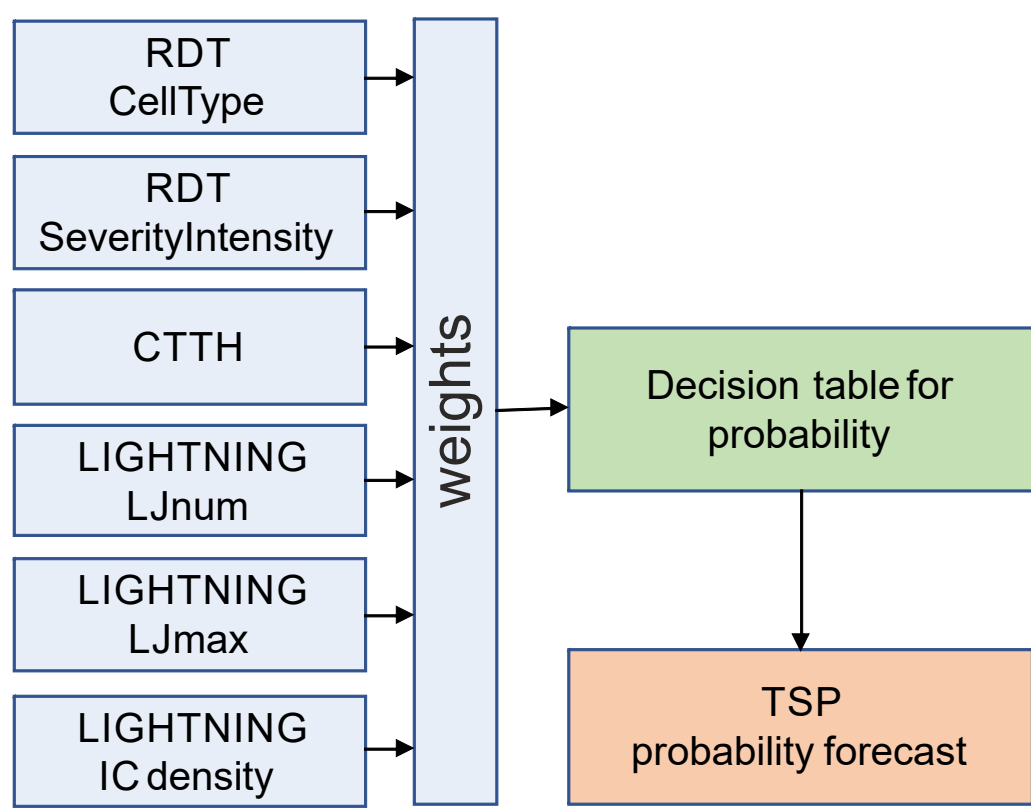 RDT
CellType
RDT
SeverityIntensity
CTTH
LIGHTNING
LJnum
LIGHTNING
LJmax
LIGHTNING
IC density
weights
Decision table for
probability
TSP
probability forecast